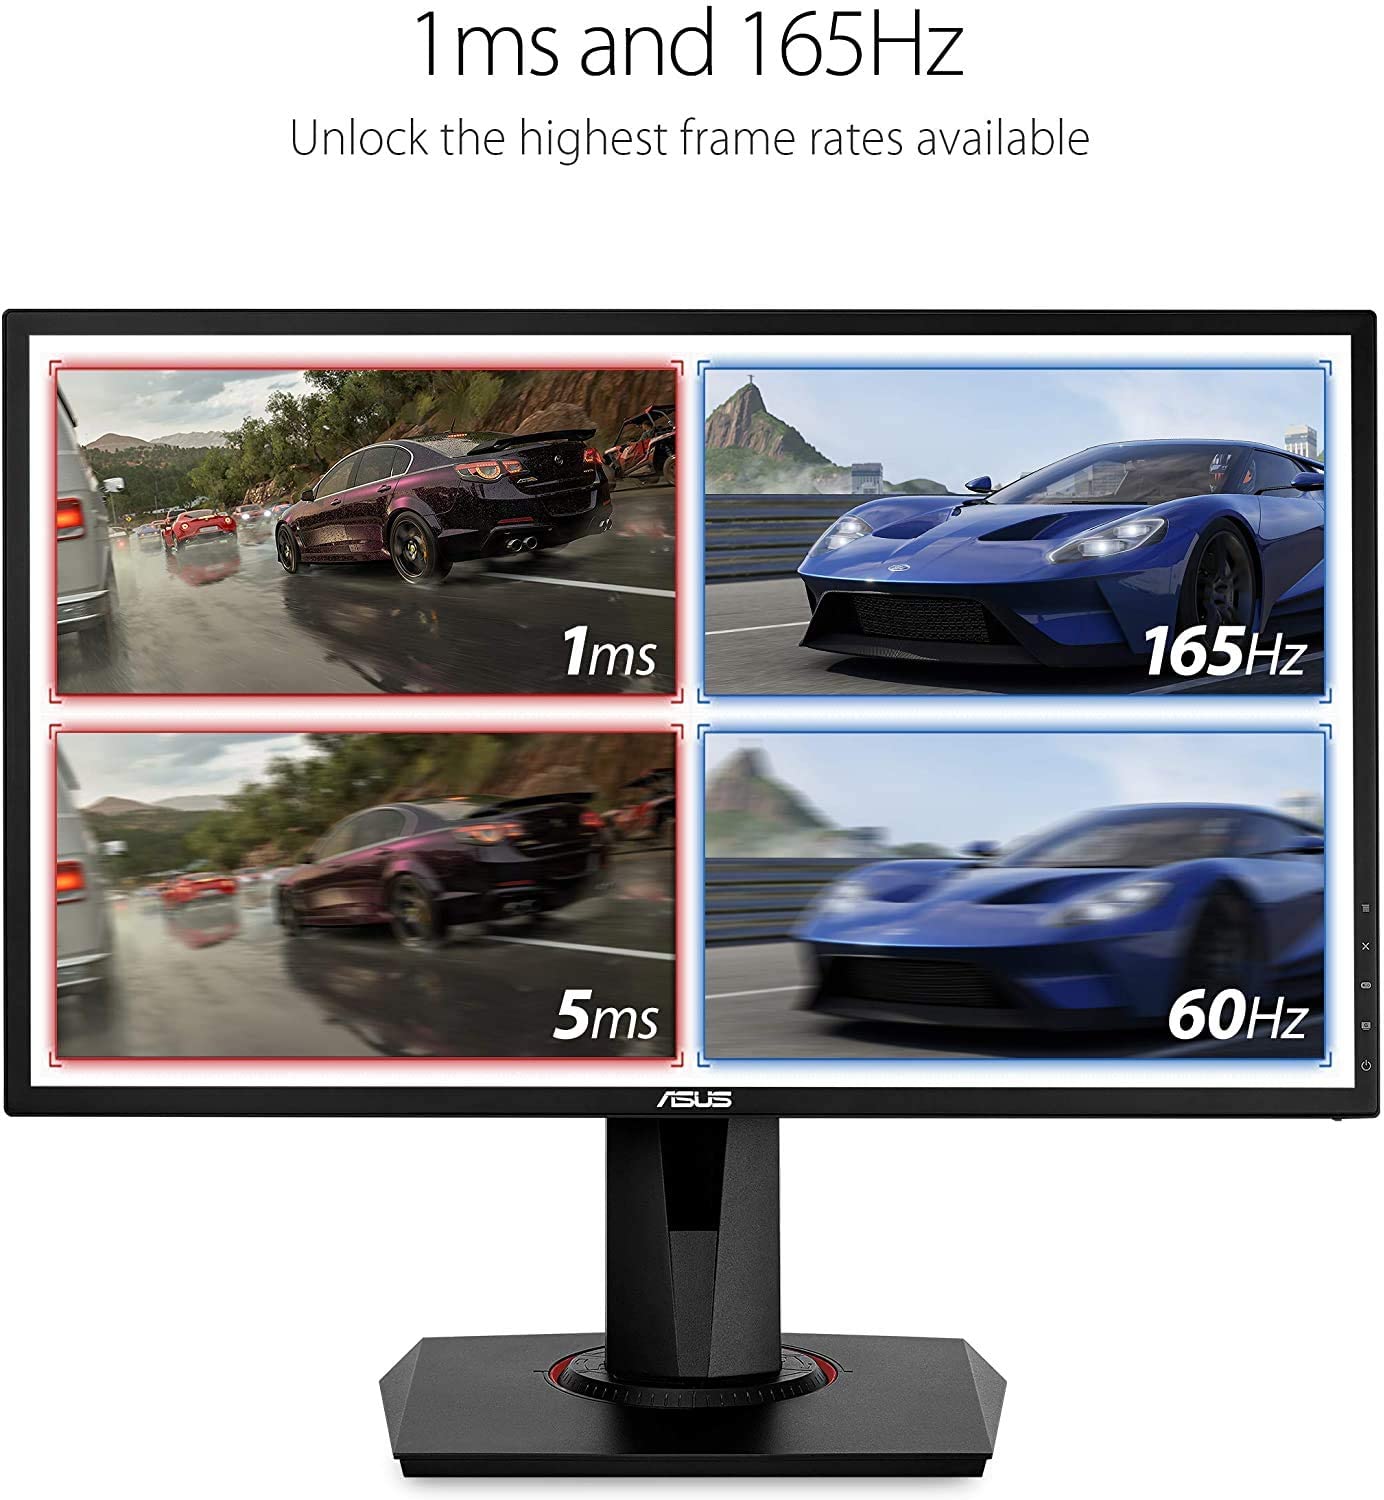 1ms and 165Hz
Unlock the highest frame rates available
1ms
165Hz
5ms
60Hz
ASUS